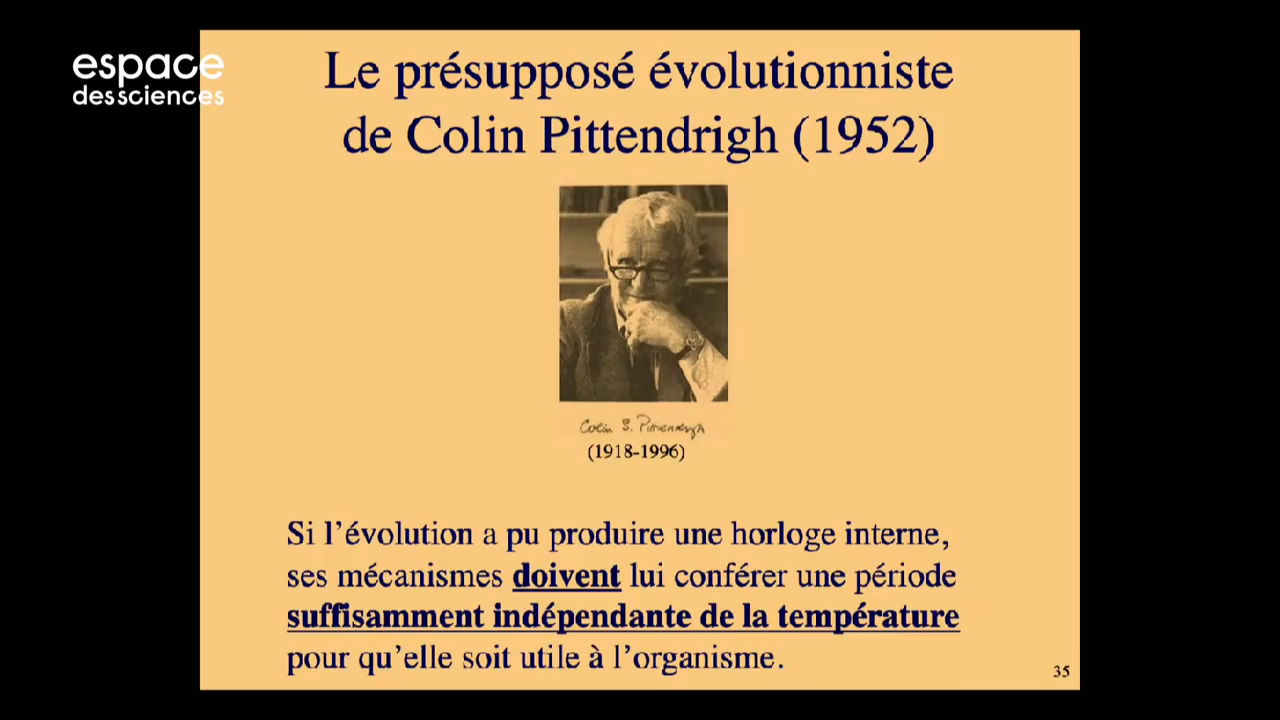 espace
des sciences
Le présupposé évolutionniste
de Colin Pittendrigh (1952)
Colin S. Pittendrigh
(1918-1996)
Si l'évolution a pu produire une horloge interne,
ses mécanismes doivent lui conférer une période
suffisamment indépendante de la température
pour qu'elle soit utile à l'organisme.
35